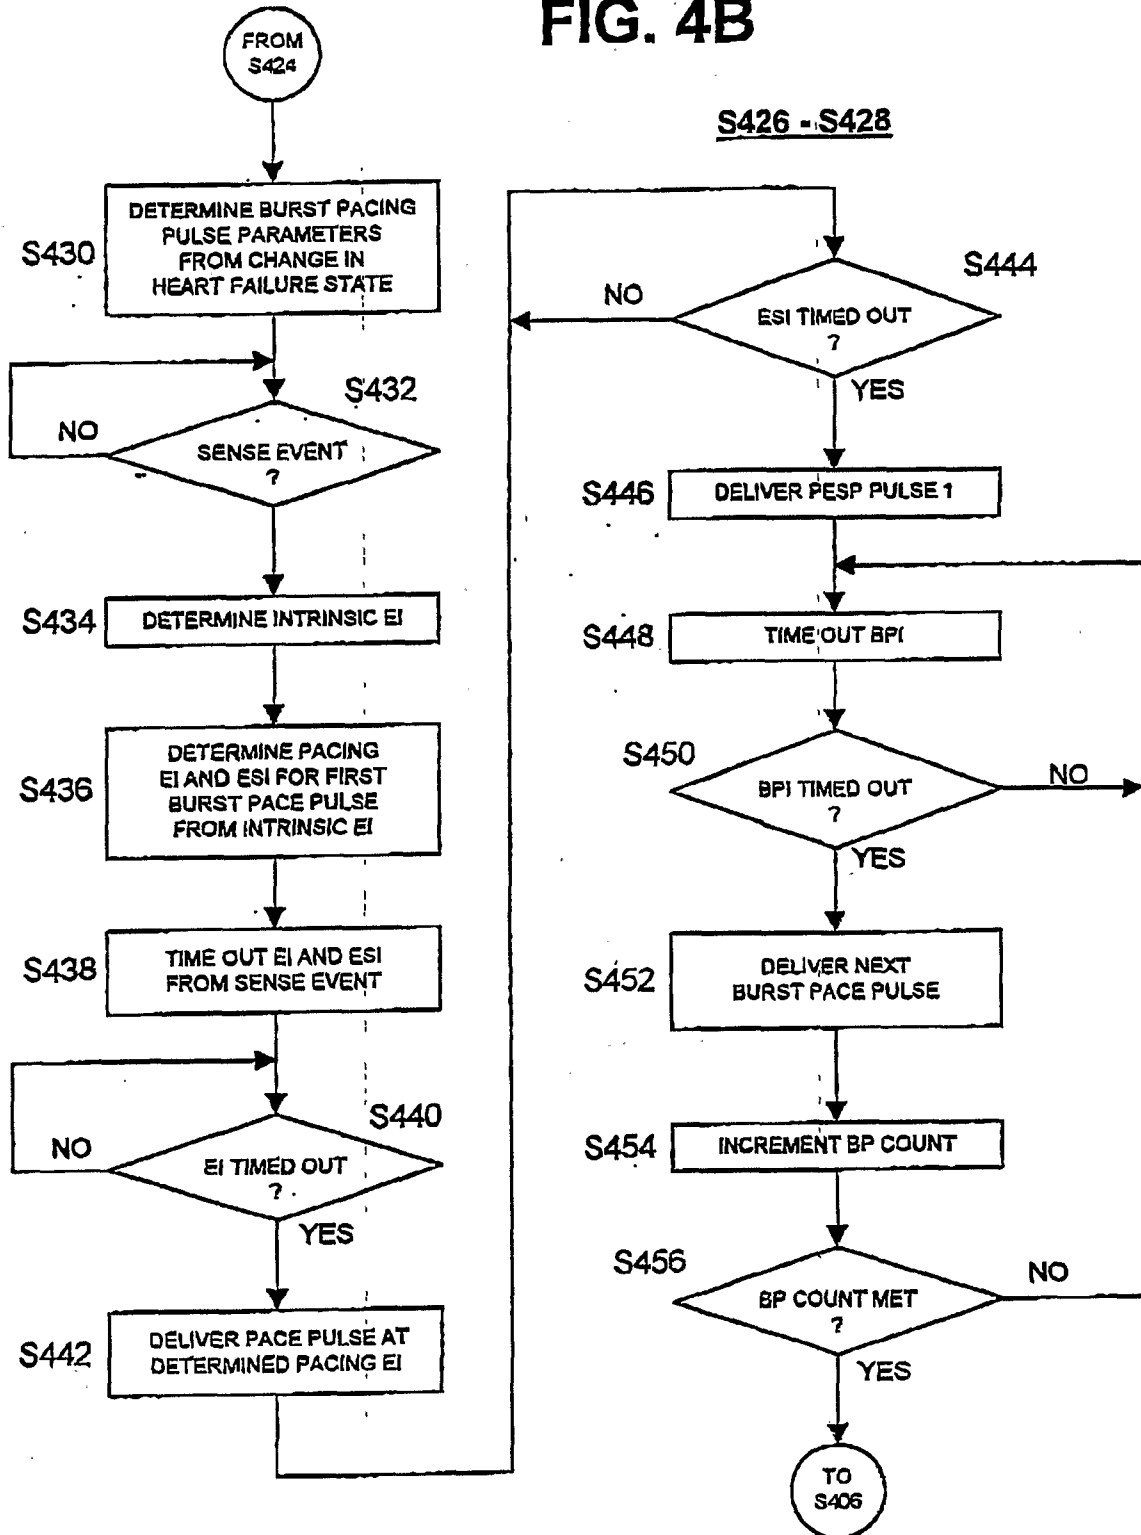 FIG. 4B
FROM
S424
S426 - S428
S430
DETERMINE BURST PACING
PULSE PARAMETERS
FROM CHANGE IN
HEART FAILURE STATE
S432
NO
SENSE EVENT
?
S434
DETERMINE INTRINSIC EI
S436
DETERMINE PACING
EI AND ESI FOR FIRST
BURST PACE PULSE
FROM INTRINSIC EI
S438
TIME OUT EI AND ESI
FROM SENSE EVENT
S440
NO
EI TIMED OUT
?
YES
S442
DELIVER PACE PULSE AT
DETERMINED PACING EI
S444
NO
ESI TIMED OUT
?
YES
S446
DELIVER PESP PULSE 1
S448
TIME OUT BPI
S450
BPI TIMED OUT
?
NO
YES
S452
DELIVER NEXT
BURST PACE PULSE
S454
INCREMENT BP COUNT
S456
BP COUNT MET
?
NO
YES
TO
S406